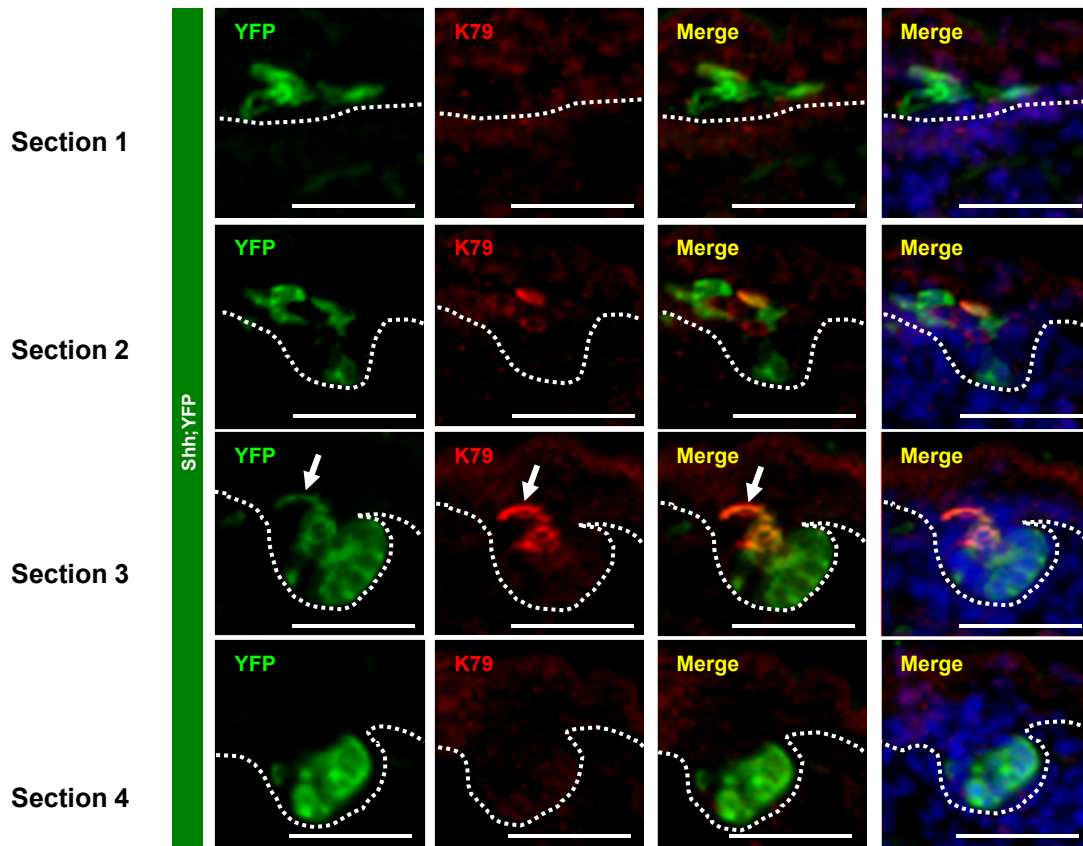 YFP K79 Merge Merge
Section 1
YFP K79 Merge Merge
Section 2
Shh;YFP
YFP K79 Merge Merge
Section 3
YFP K79 Merge Merge
Section 4